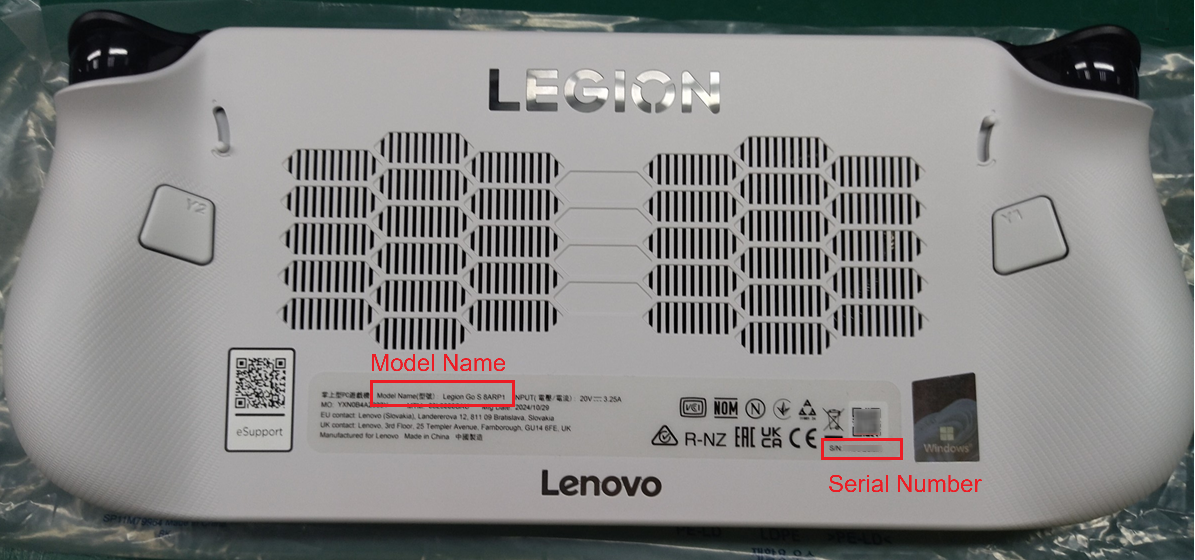 LEGION
Y2
Y1
Model Name
掌上型PC遊戲機 Model Name(型號) Legion Go S 8ARP1 INPUT(電壓/電流): 20V⎓3.25A
MO: Mfg Date: 2024/10/29
EU contact: Lenovo (Slovakia), Landererova 12, 811 09 Bratislava, Slovakia
UK contact: Lenovo, 3rd Floor, 25 Templer Avenue, Farnborough, GU14 6FE, UK
Manufactured for Lenovo Made in China 中國製造
eSupport
VCI NOM N
R-NZ EAC UKCA CE
S/N:
Windows
Serial Number
Lenovo